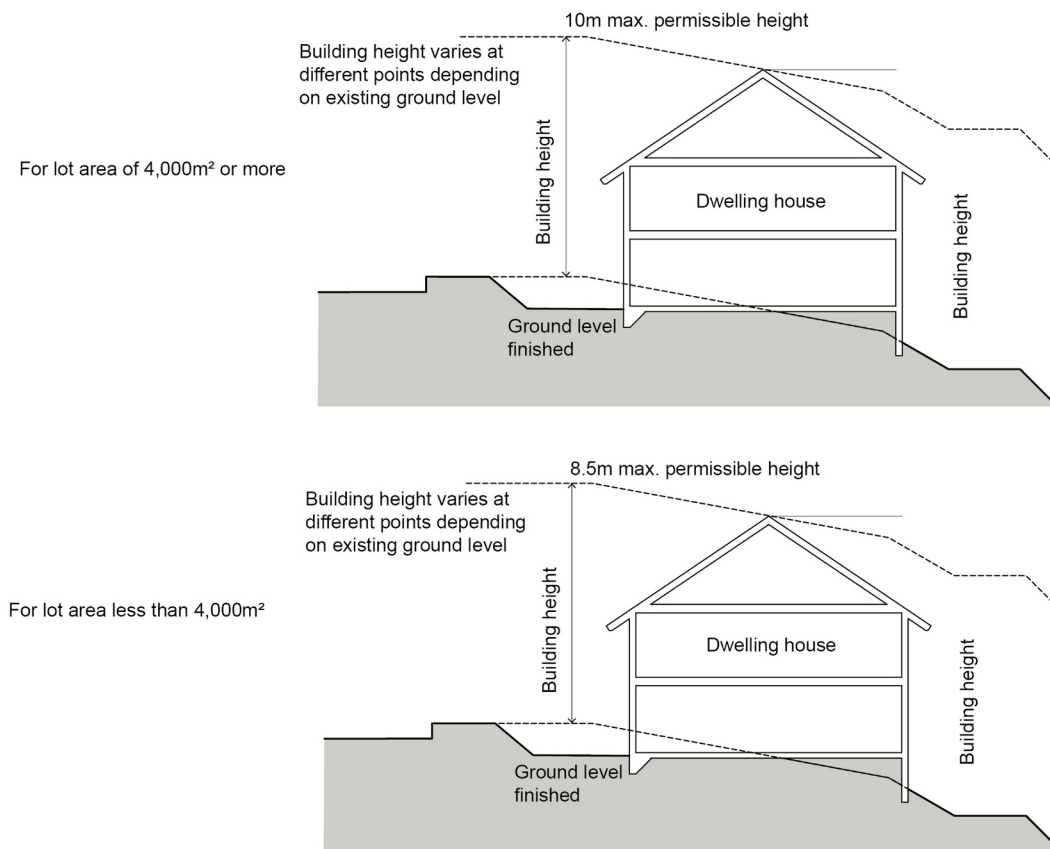 10m max. permissible height
Building height varies at
different points depending
on existing ground level
Building height
For lot area of 4,000m² or more
Dwelling house
Building height
Ground level
finished
8.5m max. permissible height
Building height varies at
different points depending
on existing ground level
Building height
For lot area less than 4,000m²
Dwelling house
Building height
Ground level
finished